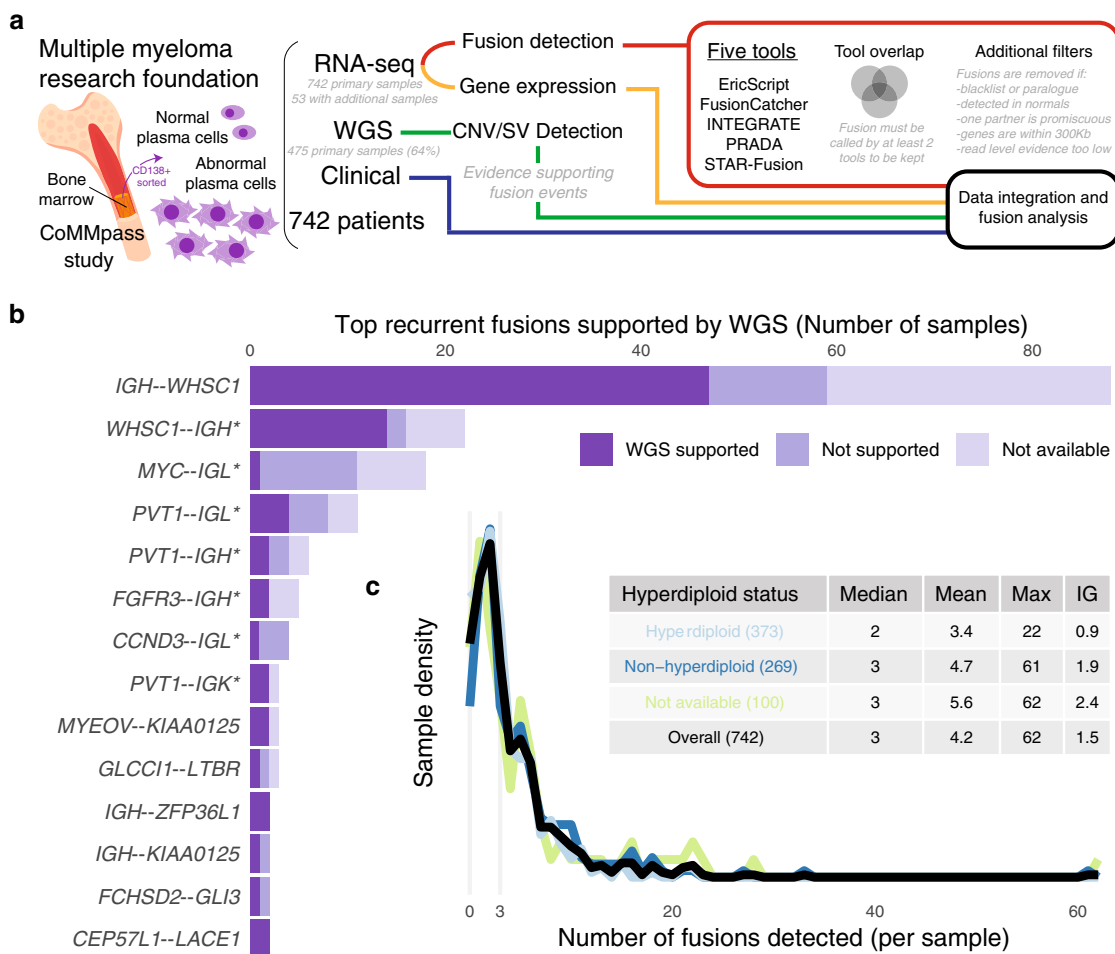 a
Multiple myeloma
research foundation
Normal
plasma cells
CD138+
sorted
Abnormal
plasma cells
Bone
marrow
CoMMpass
study
RNA-seq
742 primary samples
53 with additional samples
WGS
475 primary samples (64%)
Clinical
742 patients
Fusion detection
Gene expression
CNV/SV Detection
Evidence supporting
fusion events
Five tools
EricScript
FusionCatcher
INTEGRATE
PRADA
STAR-Fusion
Tool overlap
Fusion must be
called by at least 2
tools to be kept
Additional filters
Fusions are removed if:
-blacklist or paralogue
-detected in normals
-one partner is promiscuous
-genes are within 300Kb
-read level evidence too low
Data integration and
fusion analysis
b
Top recurrent fusions supported by WGS (Number of samples)
0 20 40 60 80
IGH--WHSC1
WHSC1--IGH*
MYC--IGL*
PVT1--IGL*
PVT1--IGH*
FGFR3--IGH*
CCND3--IGL*
PVT1--IGK*
MYEOV--KIAA0125
GLCCI1--LTBR
IGH--ZFP36L1
IGH--KIAA0125
FCHSD2--GLI3
CEP57L1--LACE1
WGS supported Not supported Not available
c
Sample density
Hyperdiploid status Median Mean Max IG
Hyperdiploid (373) 2 3.4 22 0.9
Non-hyperdiploid (269) 3 4.7 61 1.9
Not available (100) 3 5.6 62 2.4
Overall (742) 3 4.2 62 1.5
0 3 20 40 60
Number of fusions detected (per sample)